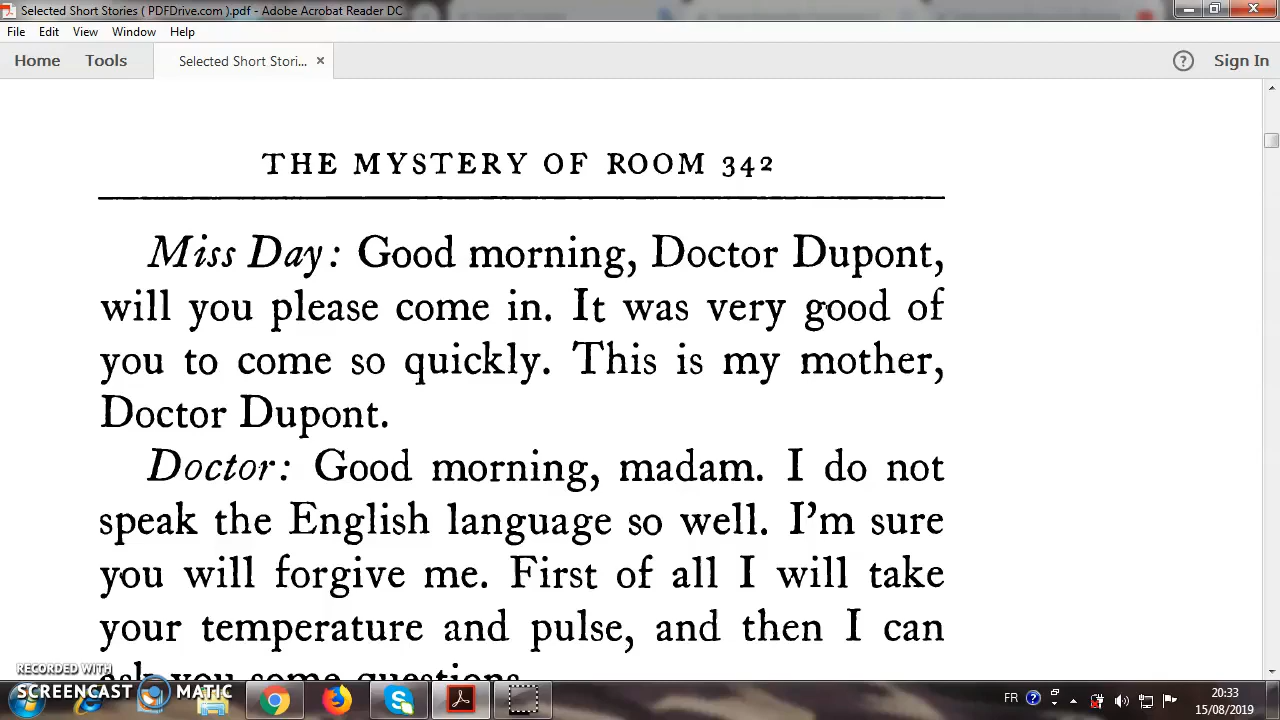 Selected Short Stories ( PDFDrive.com ).pdf - Adobe Acrobat Reader DC
File Edit View Window Help
Home Tools Selected Short Stori... × ? Sign In
THE MYSTERY OF ROOM 342
Miss Day: Good morning, Doctor Dupont,
will you please come in. It was very good of
you to come so quickly. This is my mother,
Doctor Dupont.
Doctor: Good morning, madam. I do not
speak the English language so well. I'm sure
you will forgive me. First of all I will take
your temperature and pulse, and then I can
ask you some questions.
RECORDED WITH
SCREENCAST MATIC
FR 20:33
15/08/2019